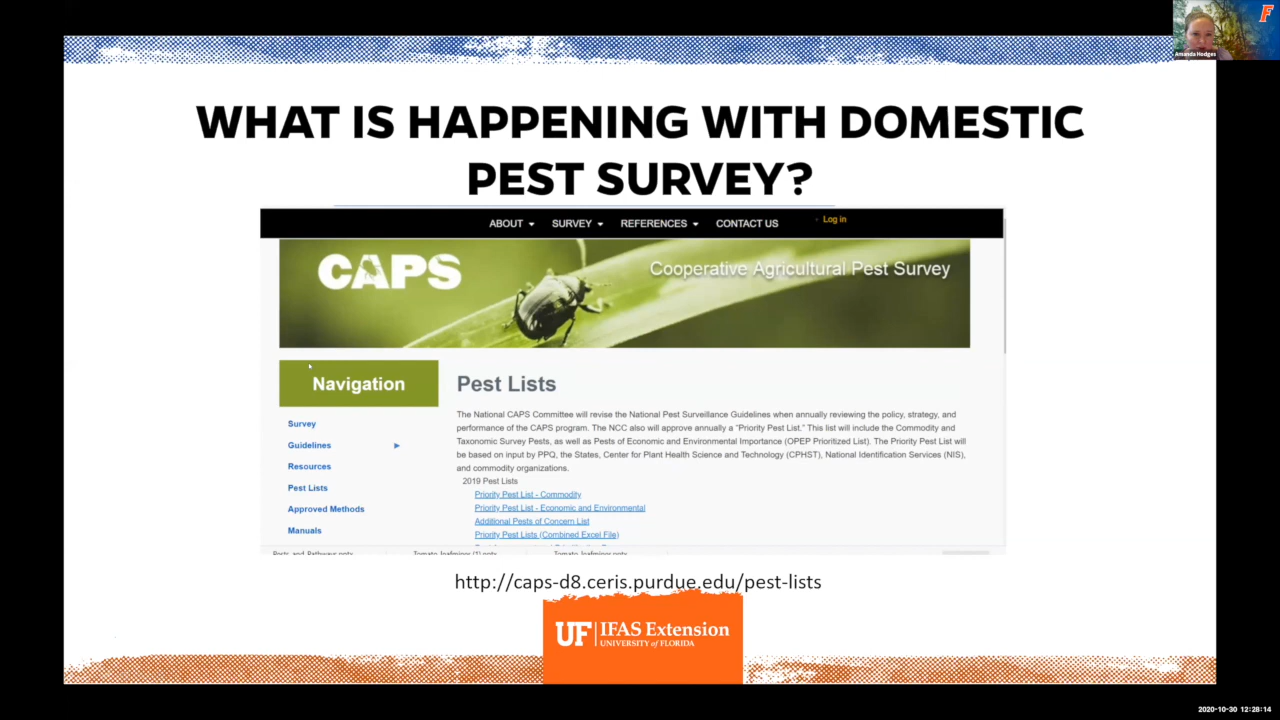 F
Amanda Hodges
WHAT IS HAPPENING WITH DOMESTIC
PEST SURVEY?
ABOUT SURVEY REFERENCES CONTACT US Log in
CAPS
Cooperative Agricultural Pest Survey
Navigation
Survey
Guidelines
Resources
Pest Lists
Approved Methods
Manuals
Pest Lists
The National CAPS Committee will revise the National Pest Surveillance Guidelines when annually reviewing the policy, strategy, and
performance of the CAPS program. The NCC also will approve annually a "Priority Pest List." This list will include the Commodity and
Taxonomic Survey Pests, as well as Pests of Economic and Environmental Importance (OPEP Prioritized List). The Priority Pest List will
be based on input by PPQ, the States, Center for Plant Health Science and Technology (CPHST), National Identification Services (NIS),
and commodity organizations.
2019 Pest Lists
Priority Pest List - Commodity
Priority Pest List - Economic and Environmental
Additional Pests of Concern List
Priority Pest Lists (Combined Excel File)
http://caps-d8.ceris.purdue.edu/pest-lists
UF IFAS Extension
UNIVERSITY of FLORIDA
2020-10-30 12:28:14